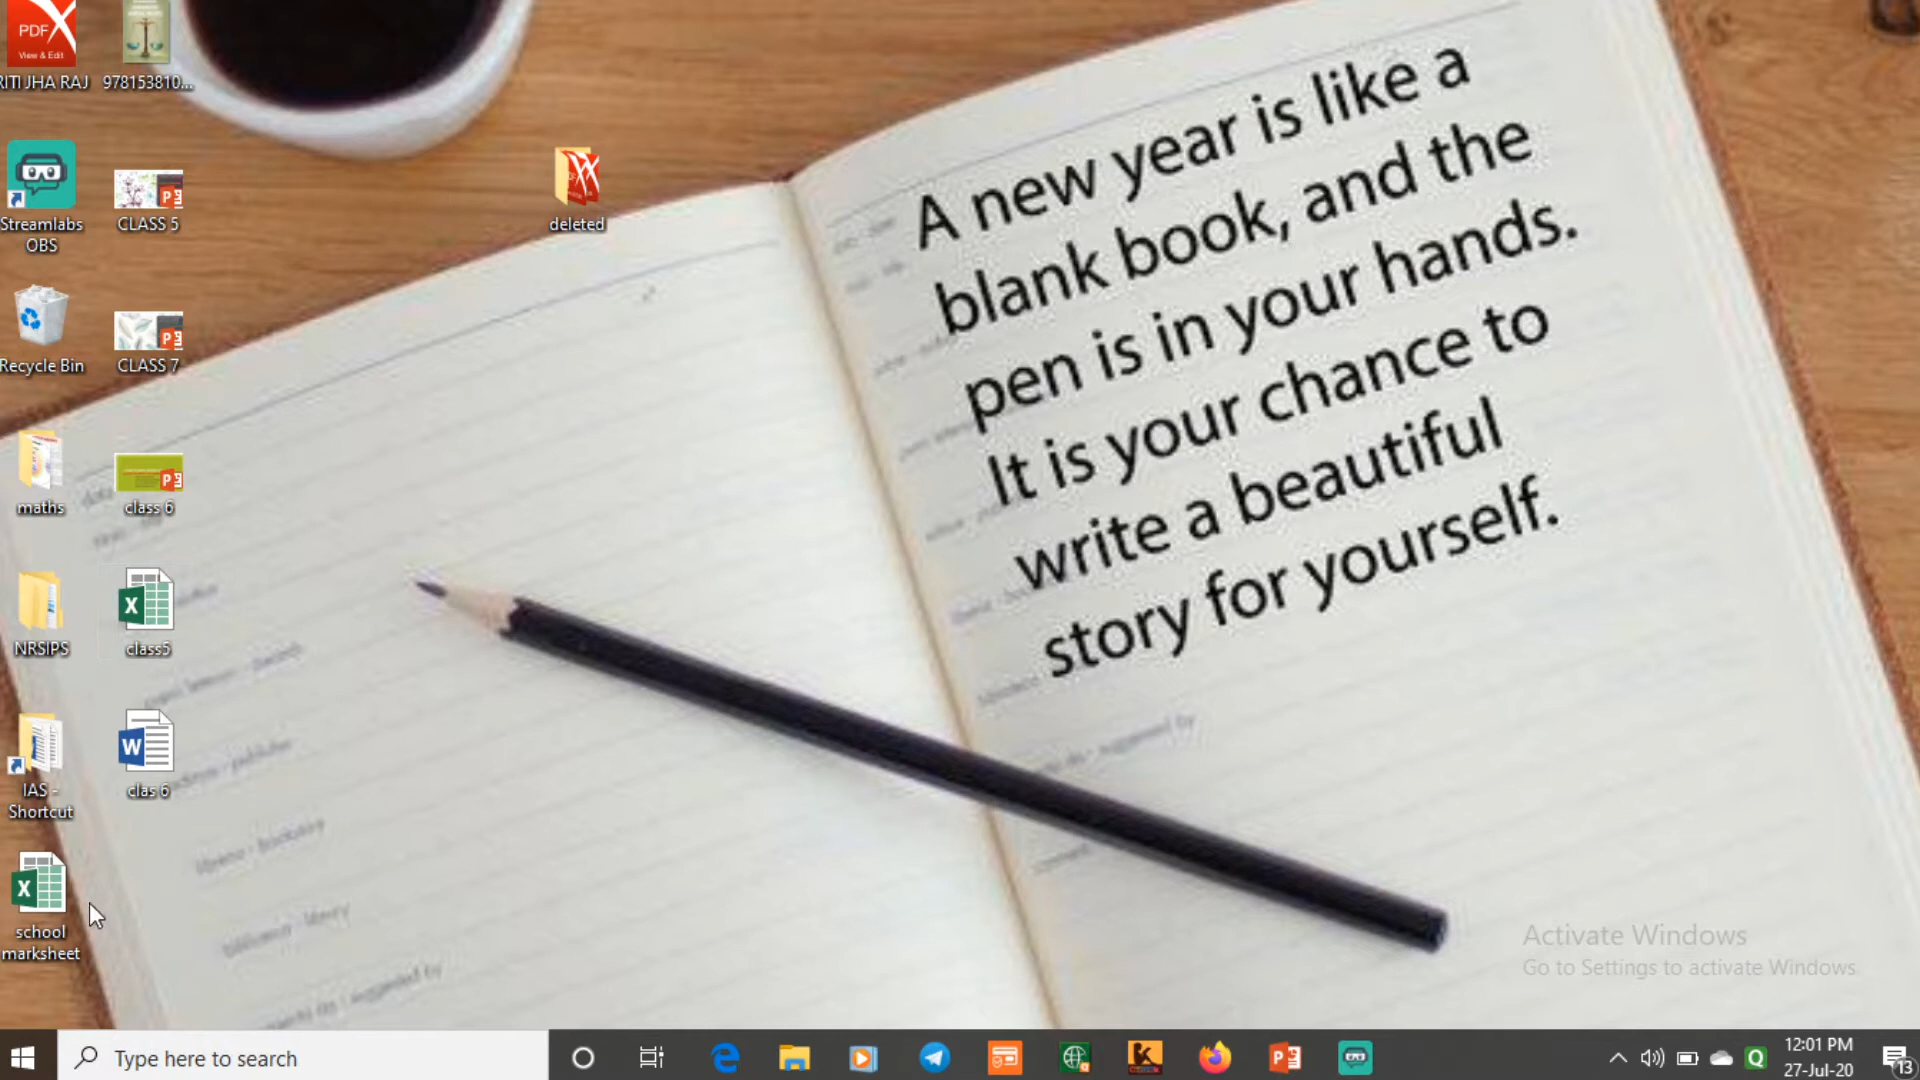 PDF
View & Edit
RITI JHA RAJ
978153810...
Streamlabs
OBS
CLASS 5
deleted
Recycle Bin
CLASS 7
maths
class 6
NRSIPS
class5
IAS -
Shortcut
clas 6
school
marksheet
A new year is like a
blank book, and the
pen is in your hands.
It is your chance to
write a beautiful
story for yourself.
Activate Windows
Go to Settings to activate Windows.
Type here to search
12:01 PM
27-Jul-20
13